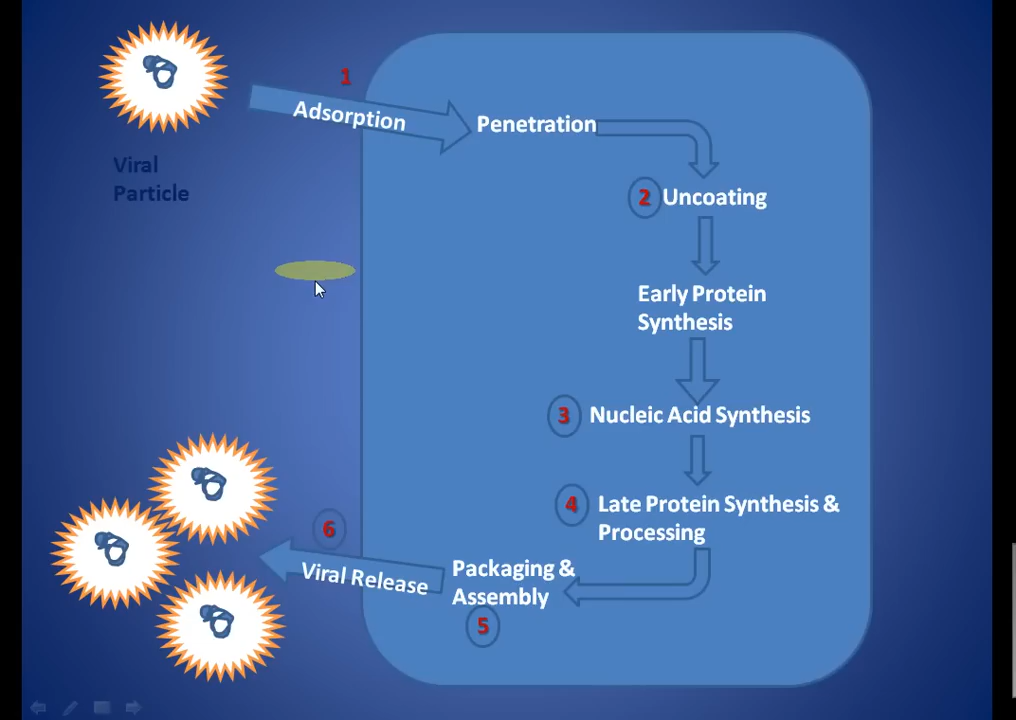 1
Adsorption
Penetration
Viral
Particle
2 Uncoating
Early Protein
Synthesis
3 Nucleic Acid Synthesis
4 Late Protein Synthesis &
Processing
Packaging &
Assembly
5
6
Viral Release